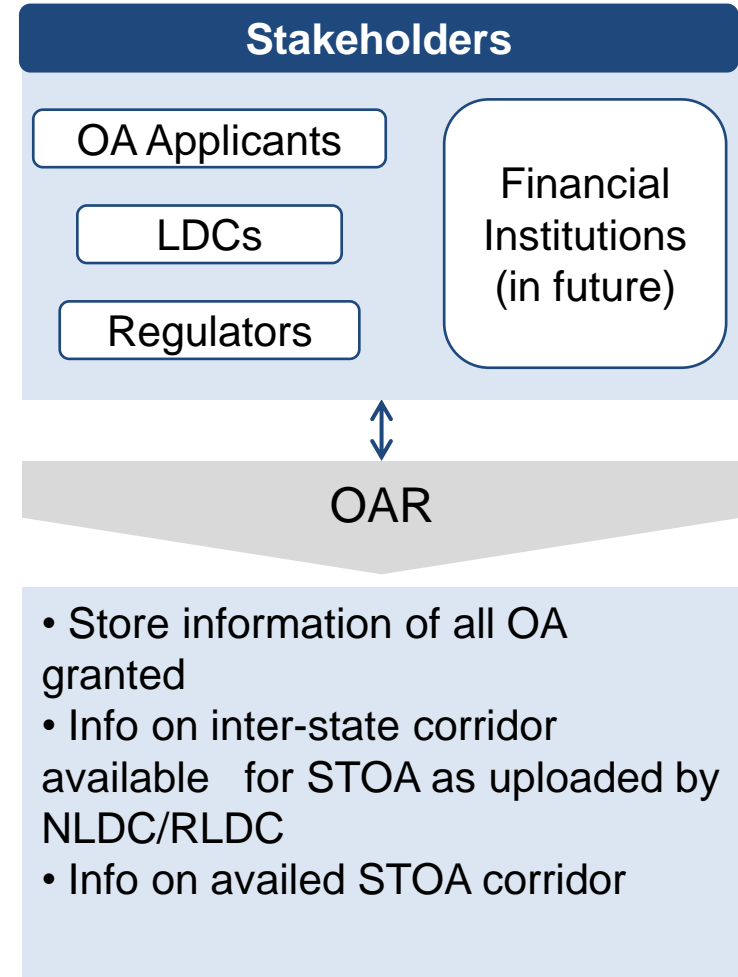 Stakeholders
OA Applicants
LDCs
Regulators
Financial
Institutions
(in future)
OAR
• Store information of all OA
granted
• Info on inter-state corridor
available for STOA as uploaded by
NLDC/RLDC
• Info on availed STOA corridor